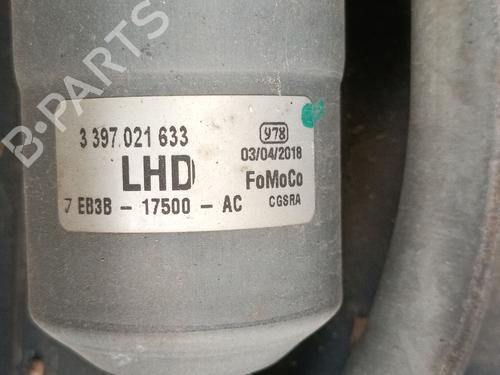 B-PARTS
3 397 021 633
978
03/04/2018
LHD
FoMoCo
7 EB3B - 17500 - AC
CGSRA